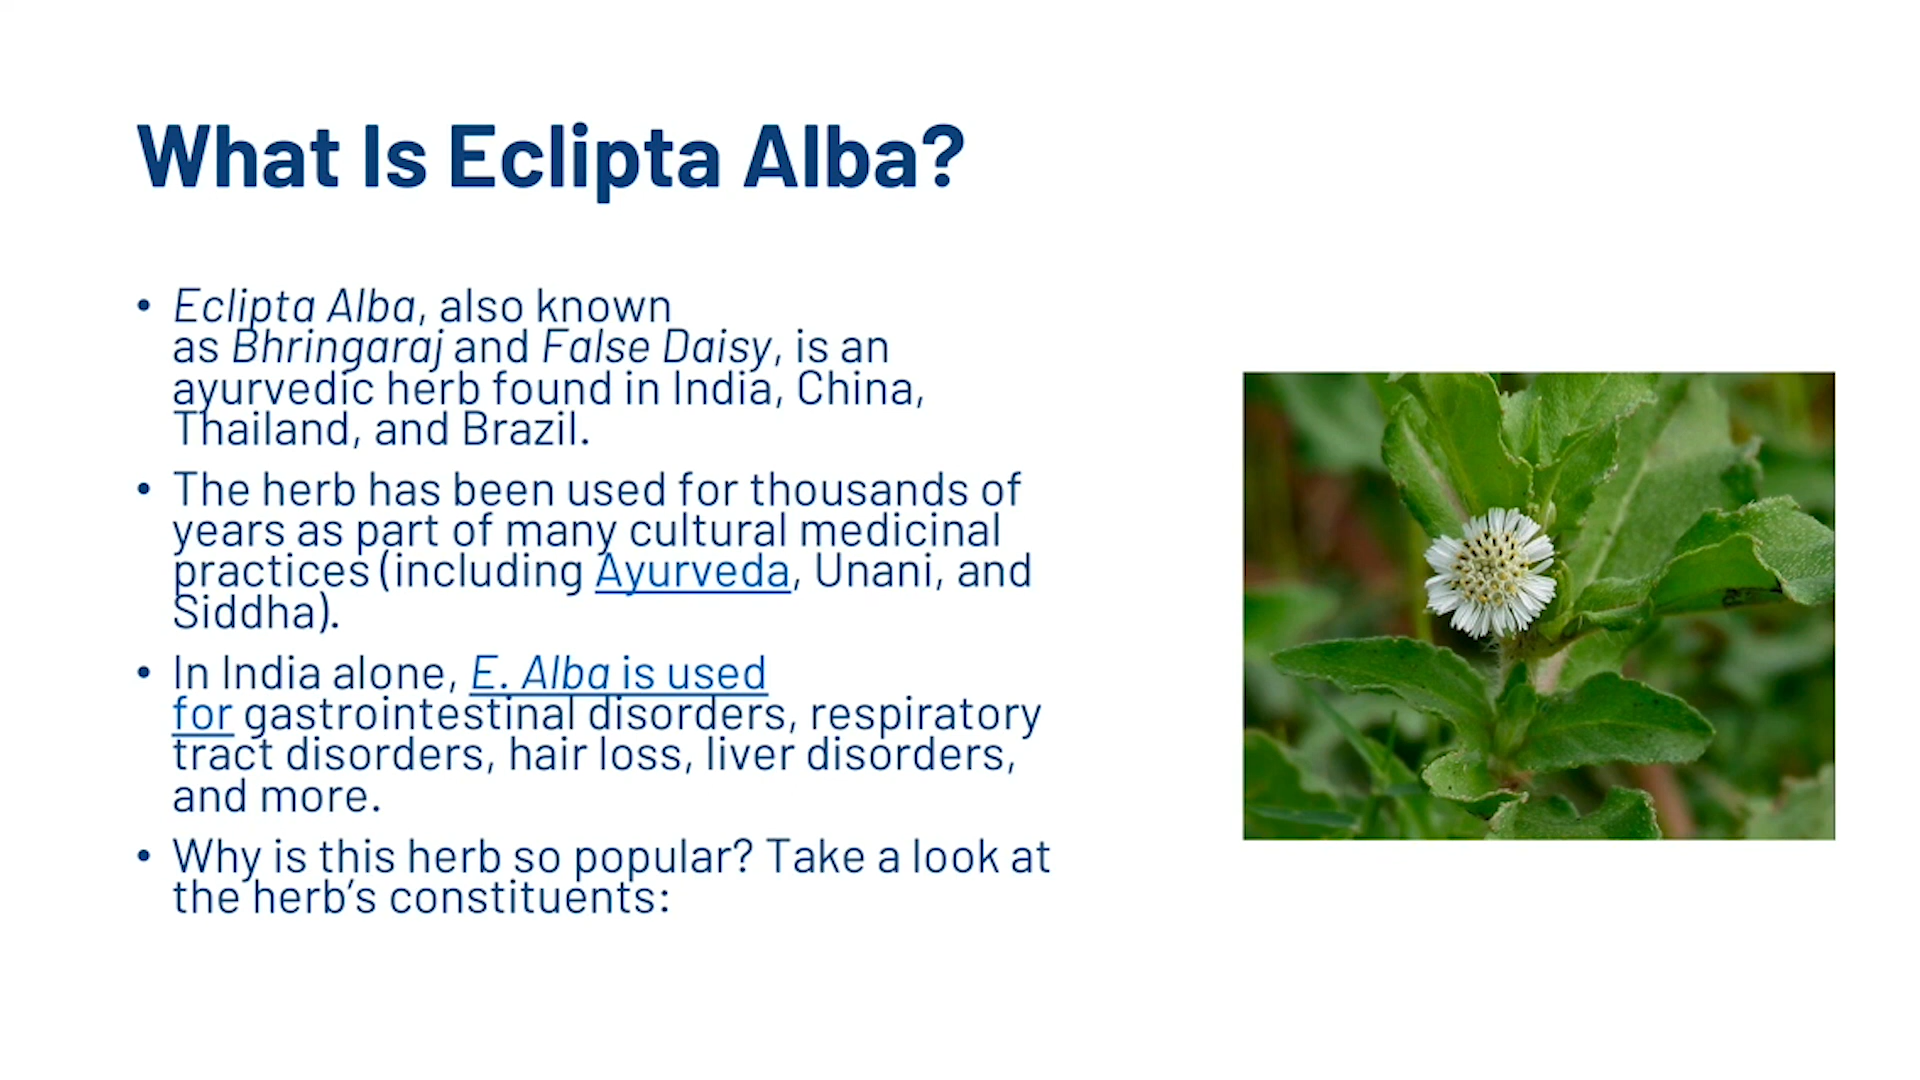 What Is Eclipta Alba?
• Eclipta Alba, also known
as Bhringaraj and False Daisy, is an
ayurvedic herb found in India, China,
Thailand, and Brazil.
• The herb has been used for thousands of
years as part of many cultural medicinal
practices (including Ayurveda, Unani, and
Siddha).
• In India alone, E. Alba is used
for gastrointestinal disorders, respiratory
tract disorders, hair loss, liver disorders,
and more.
• Why is this herb so popular? Take a look at
the herb’s constituents: